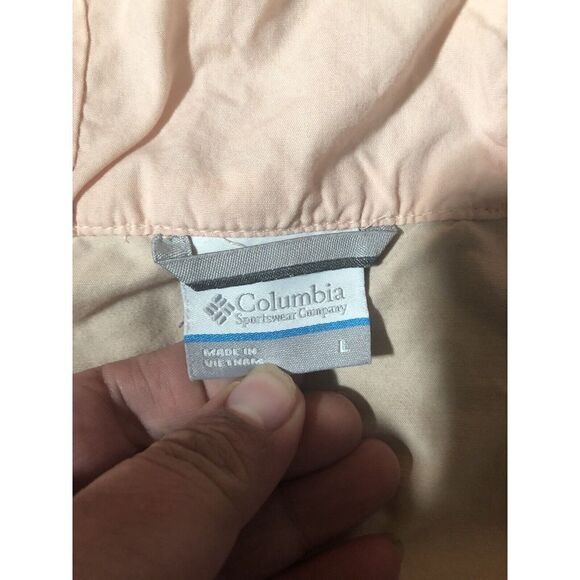 Columbia
Sportswear Company
MADE IN
VIETNAM
L